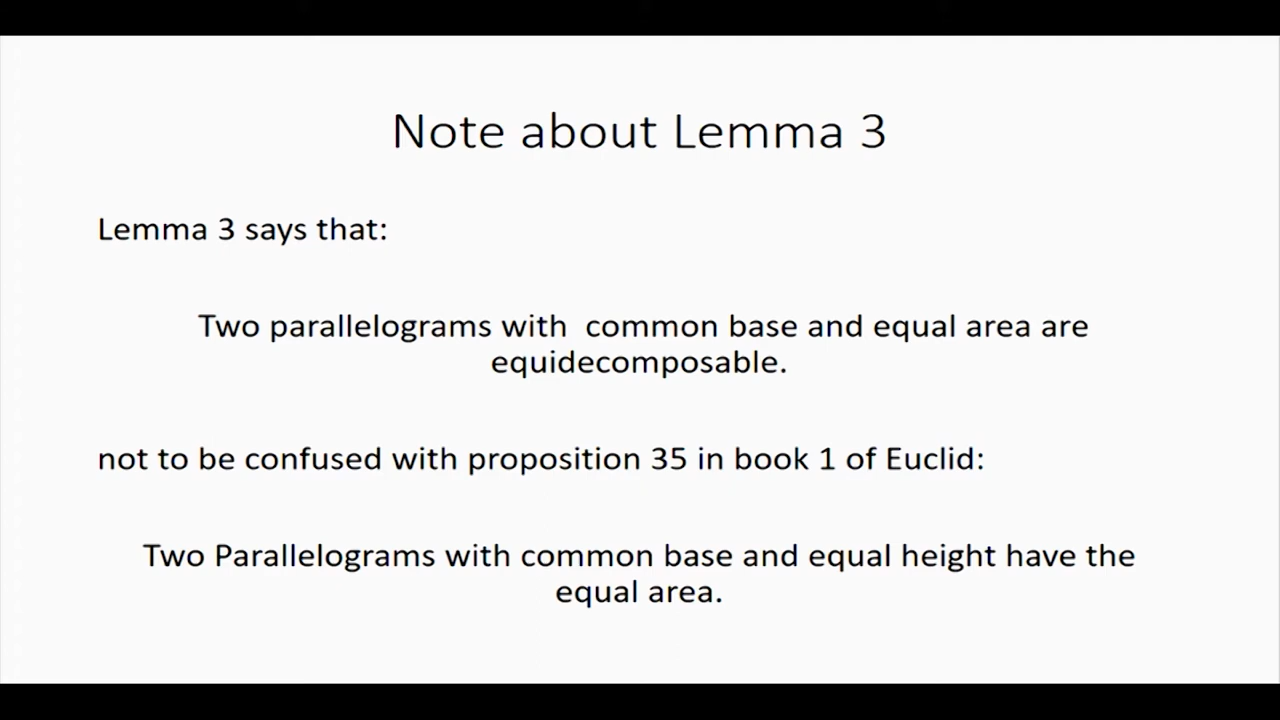 Note about Lemma 3
Lemma 3 says that:
Two parallelograms with  common base and equal area are
equidecomposable.
not to be confused with proposition 35 in book 1 of Euclid:
Two Parallelograms with common base and equal height have the
equal area.